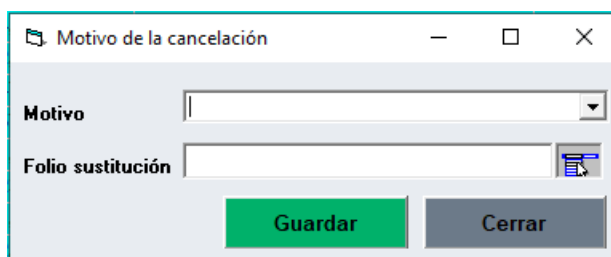 Motivo de la cancelación
Motivo
Folio sustitución
Guardar Cerrar